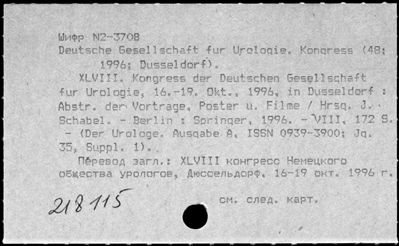 Шифр N2-3708
Deutsche Gesellschaft fur Urologie. Kongress (48;
1996; Dusseldorf).
XLVIII. Kongress der Deutschen Gesellschaft
fur Urologie, 16.-19. Okt., 1996, in Dusseldorf :
Abstr. der Vortrage, Poster u. Filme / Hrsg. J.
Schabel. - Berlin : Springer, 1996. - VIII, 172 S.
- (Der Urologe. Ausgabe A, ISSN 0939-3900; Jg.
35, Suppl. 1).
Перевод загл.: XLVIII конгресс Немецкого
общества урологов, Дюссельдорф, 16-19 окт. 1996 г.
218115
см. след. карт.